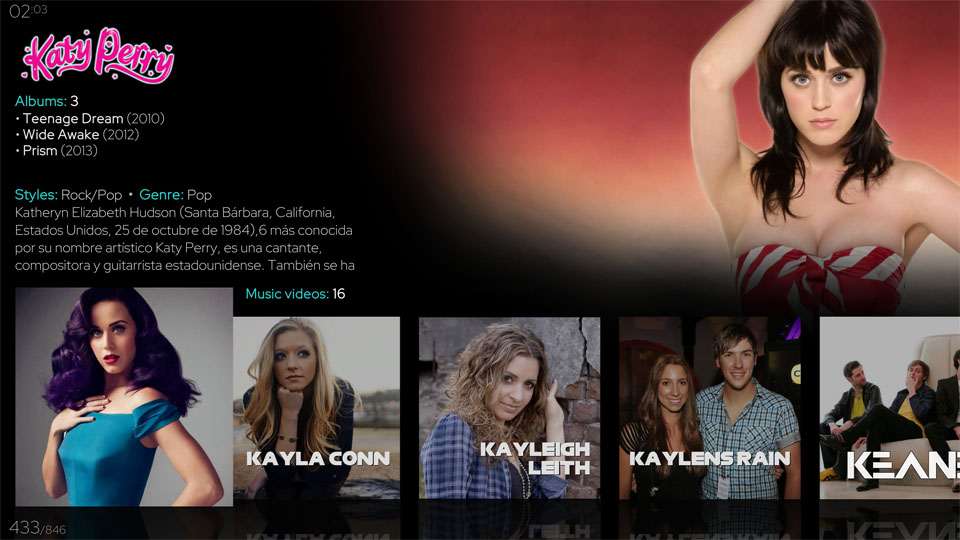 02:03
Katy Perry
Albums: 3
• Teenage Dream (2010)
• Wide Awake (2012)
• Prism (2013)
Styles: Rock/Pop • Genre: Pop
Katheryn Elizabeth Hudson (Santa Bárbara, California,
Estados Unidos, 25 de octubre de 1984),6 más conocida
por su nombre artístico Katy Perry, es una cantante,
compositora y guitarrista estadounidense. También se ha
Music videos: 16
KAYLA CONN
KAYLEIGH
LEITH
KAYLENS RAIN
KEANE
433/846